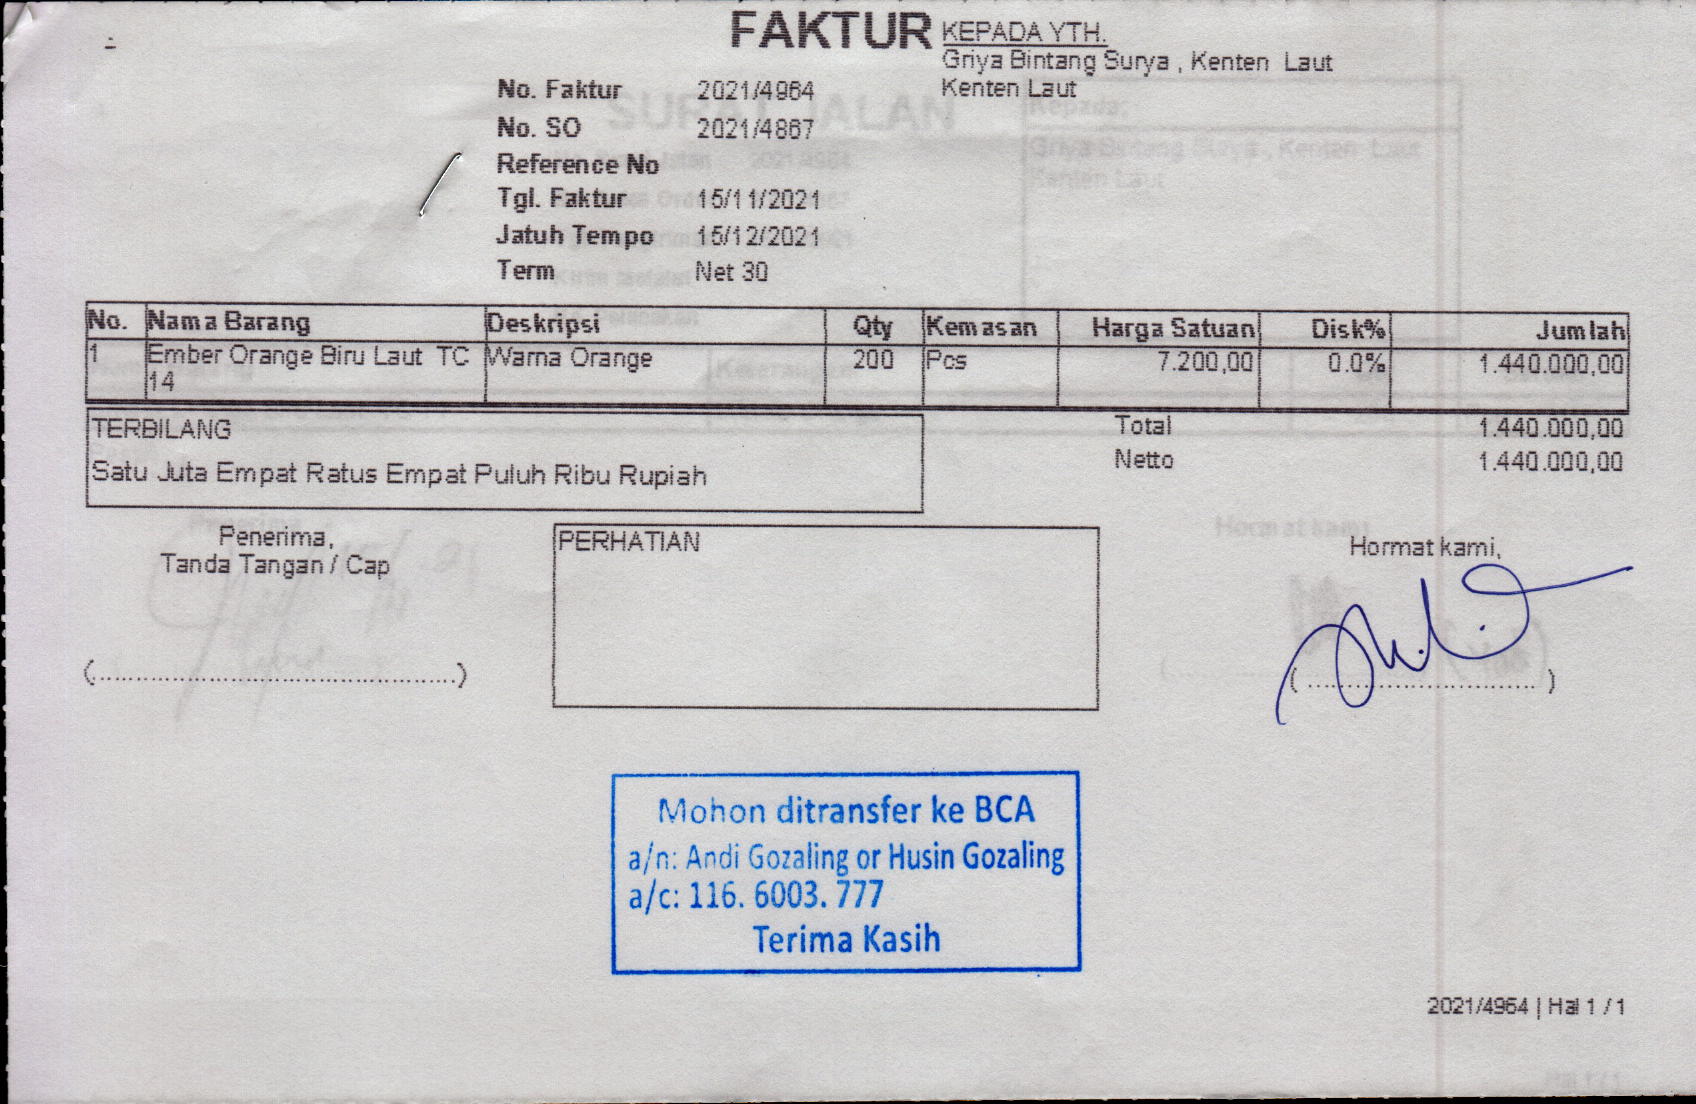 FAKTUR
KEPADA YTH.
Griya Bintang Surya , Kenten Laut
Kenten Laut
No. Faktur 2021/4964
No. SO 2021/4867
Reference No
Tgl. Faktur 15/11/2021
Jatuh Tempo 15/12/2021
Term Net 30
No. Nama Barang Deskripsi Qty Kemasan Harga Satuan Disk% Jumlah
1 Ember Orange Biru Laut TC Warna Orange 200 Pcs 7.200,00 0.0% 1.440.000,00
14
TERBILANG
Satu Juta Empat Ratus Empat Puluh Ribu Rupiah
Total 1.440.000,00
Netto 1.440.000,00
Penerima,
Tanda Tangan / Cap
(..................................................)
PERHATIAN
Hormat kami,
( ................................ )
Mohon ditransfer ke BCA
a/n: Andi Gozaling or Husin Gozaling
a/c: 116. 6003. 777
Terima Kasih
2021/4964 | Hal 1 / 1